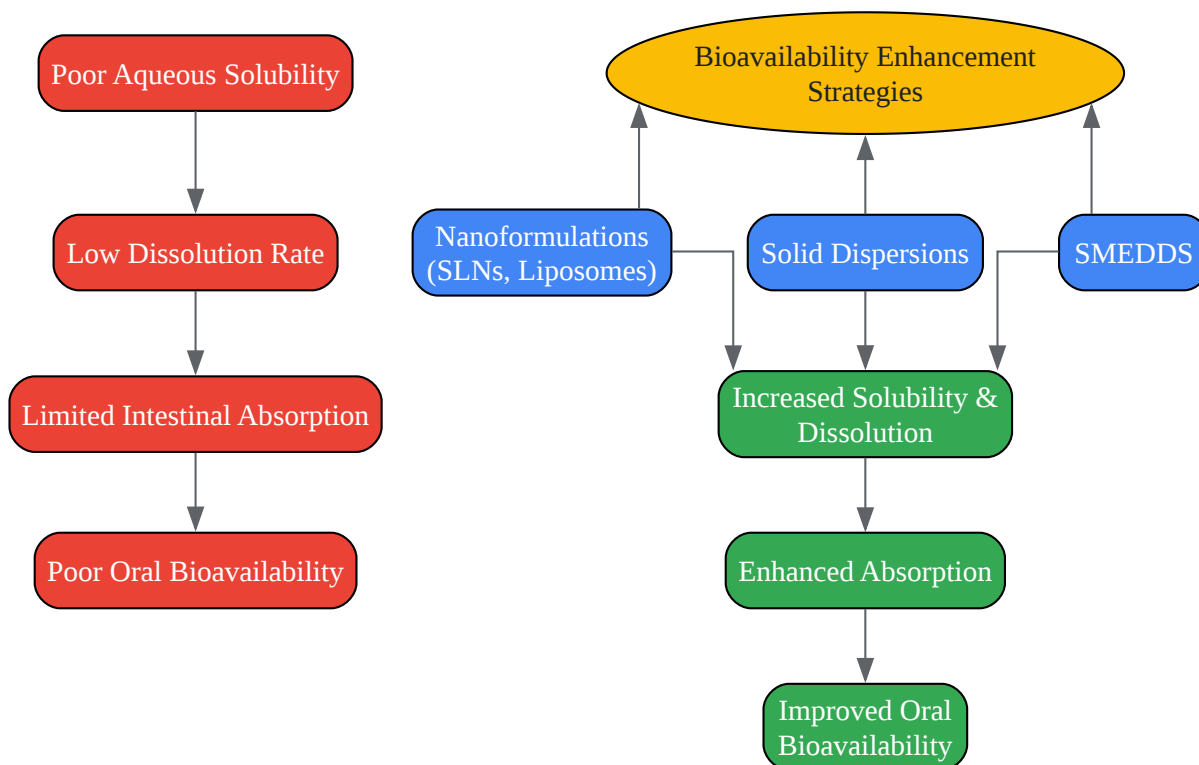 Poor Aqueous Solubility
Low Dissolution Rate
Limited Intestinal Absorption
Poor Oral Bioavailability
Bioavailability Enhancement
Strategies
Nanoformulations
(SLNs, Liposomes)
Solid Dispersions
SMEDDS
Increased Solubility &
Dissolution
Enhanced Absorption
Improved Oral
Bioavailability